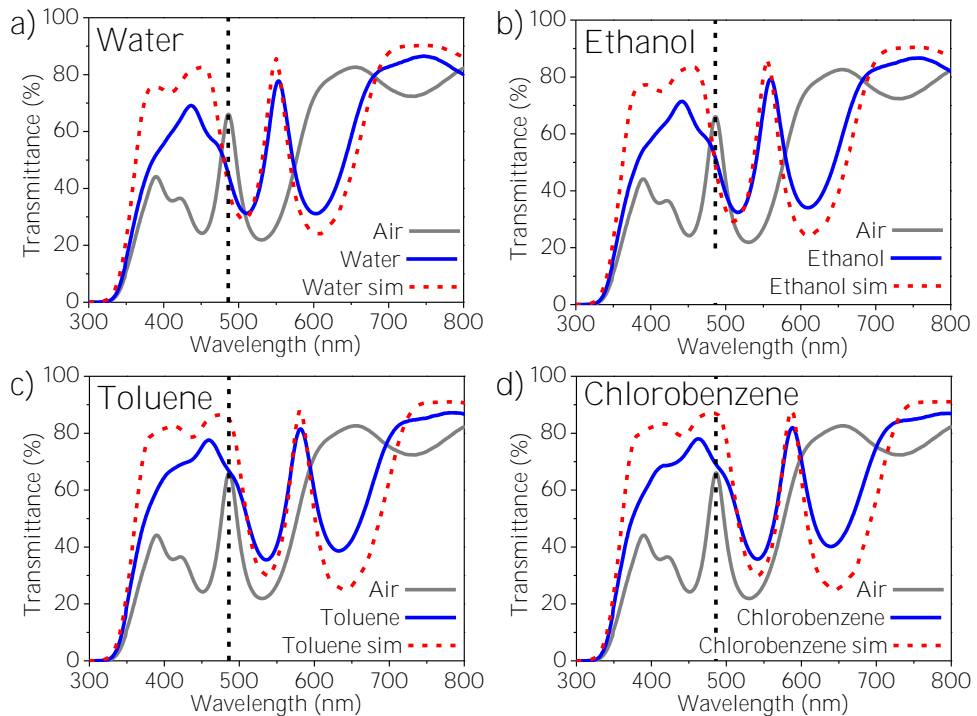 a)
Water
100
80
60
40
20
0
Transmittance (%)
Air
Water
Water sim
300 400 500 600 700 800
Wavelength (nm)
b)
Ethanol
100
80
60
40
20
0
Transmittance (%)
Air
Ethanol
Ethanol sim
300 400 500 600 700 800
Wavelength (nm)
c)
Toluene
100
80
60
40
20
0
Transmittance (%)
Air
Toluene
Toluene sim
300 400 500 600 700 800
Wavelength (nm)
d)
Chlorobenzene
100
80
60
40
20
0
Transmittance (%)
Air
Chlorobenzene
Chlorobenzene sim
300 400 500 600 700 800
Wavelength (nm)